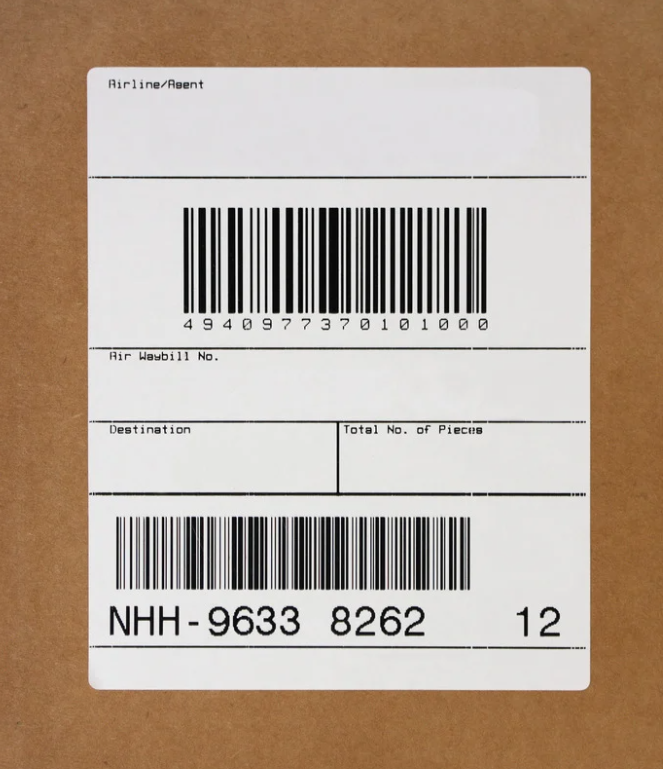 Airline/Agent
4940977370101000
Air Waybill No.
Destination
Total No. of Pieces
NHH-9633 8262 12